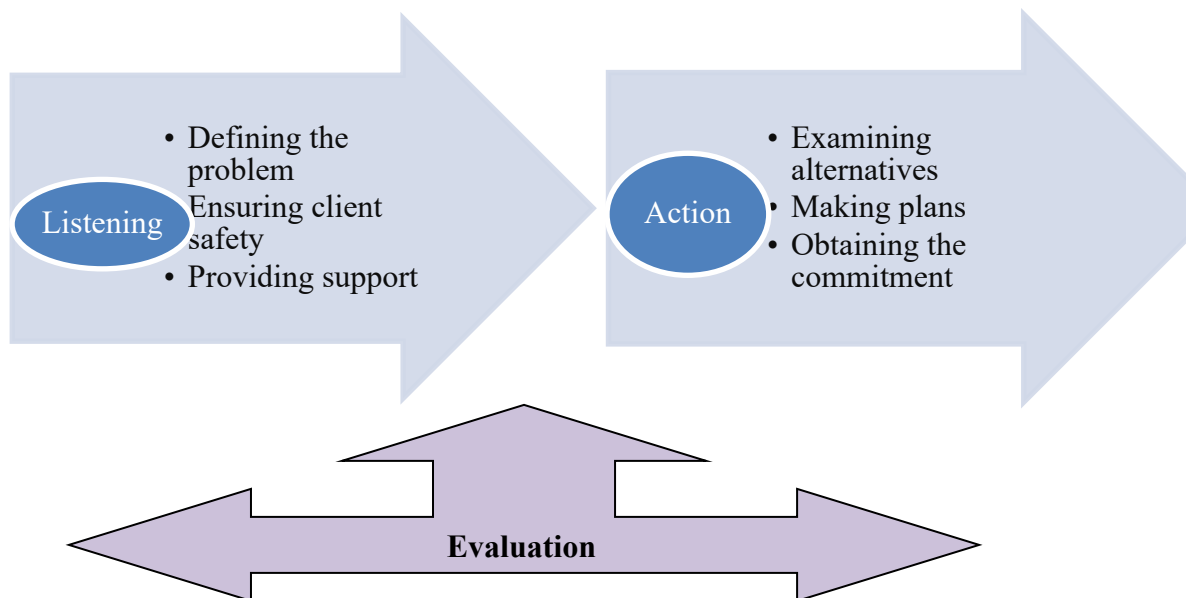 • Defining the
problem
Ensuring client
safety
• Providing support
Listening
• Examining
alternatives
• Making plans
• Obtaining the
commitment
Action
Evaluation